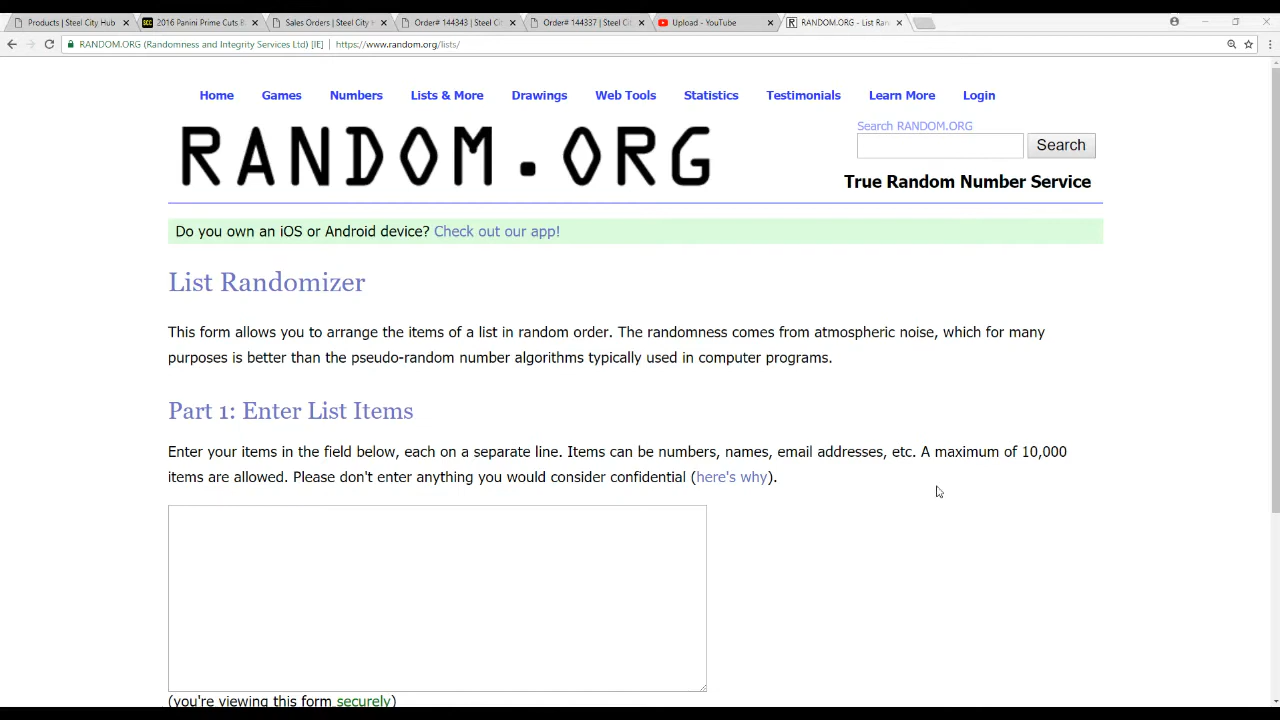 Products | Steel City Hub
2016 Panini Prime Cuts B
Sales Orders | Steel City H
Order# 144343 | Steel Ci
Order# 144337 | Steel Ci
Upload - YouTube
RANDOM.ORG - List Ran
RANDOM.ORG (Randomness and Integrity Services Ltd) [IE] https://www.random.org/lists/
Home Games Numbers Lists & More Drawings Web Tools Statistics Testimonials Learn More Login
RANDOM.ORG
Search RANDOM.ORG
Search
True Random Number Service
Do you own an iOS or Android device? Check out our app!
List Randomizer
This form allows you to arrange the items of a list in random order. The randomness comes from atmospheric noise, which for many
purposes is better than the pseudo-random number algorithms typically used in computer programs.
Part 1: Enter List Items
Enter your items in the field below, each on a separate line. Items can be numbers, names, email addresses, etc. A maximum of 10,000
items are allowed. Please don't enter anything you would consider confidential (here's why).
(you're viewing this form securely)